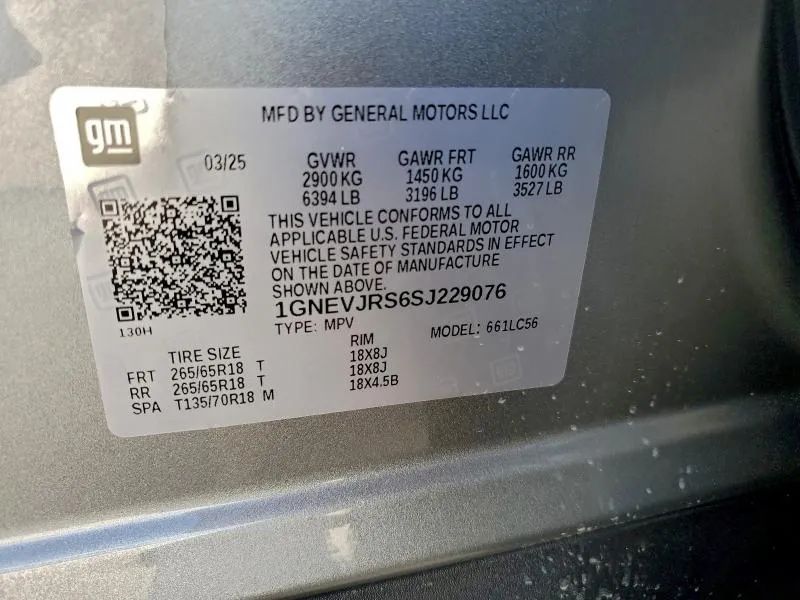 gm
MFD BY GENERAL MOTORS LLC
03/25
GVWR GAWR FRT GAWR RR
2900 KG 1450 KG 1600 KG
6394 LB 3196 LB 3527 LB
THIS VEHICLE CONFORMS TO ALL
APPLICABLE U.S. FEDERAL MOTOR
VEHICLE SAFETY STANDARDS IN EFFECT
ON THE DATE OF MANUFACTURE
SHOWN ABOVE.
1GNEVJRS6SJ229076
130H
TYPE: MPV MODEL: 661LC56
TIRE SIZE RIM
FRT 265/65R18 T 18X8J
RR 265/65R18 T 18X8J
SPA T135/70R18 M 18X4.5B